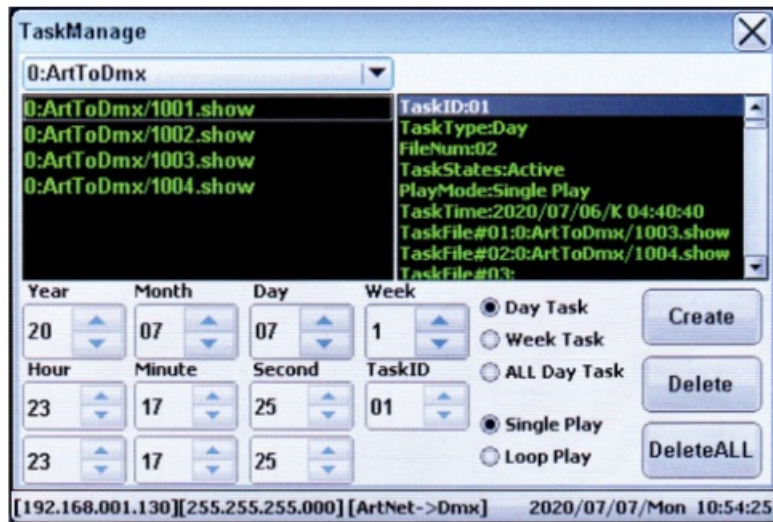 TaskManage
0:ArtToDmx
0:ArtToDmx/1001.show
0:ArtToDmx/1002.show
0:ArtToDmx/1003.show
0:ArtToDmx/1004.show
TaskID:01
TaskType:Day
FileNum:02
TaskStates:Active
PlayMode:Single Play
TaskTime:2020/07/06/K 04:40:40
TaskFile#01:0:ArtToDmx/1003.show
TaskFile#02:0:ArtToDmx/1004.show
TaskFile#03:
Year Month Day Week
20 07 07 1
Hour Minute Second TaskID
23 17 25 01
23 17 25
Day Task
Week Task
ALL Day Task
Single Play
Loop Play
Create
Delete
DeleteALL
[192.168.001.130][255.255.255.000] [ArtNet->Dmx] 2020/07/07/Mon 10:54:25